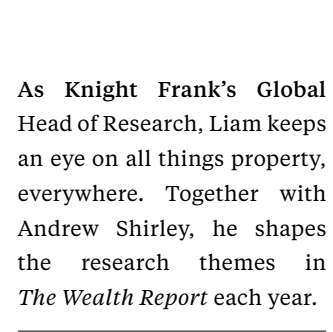 As Knight Frank’s Global
Head of Research, Liam keeps
an eye on all things property,
everywhere. Together with
Andrew Shirley, he shapes
the research themes in
The Wealth Report each year.